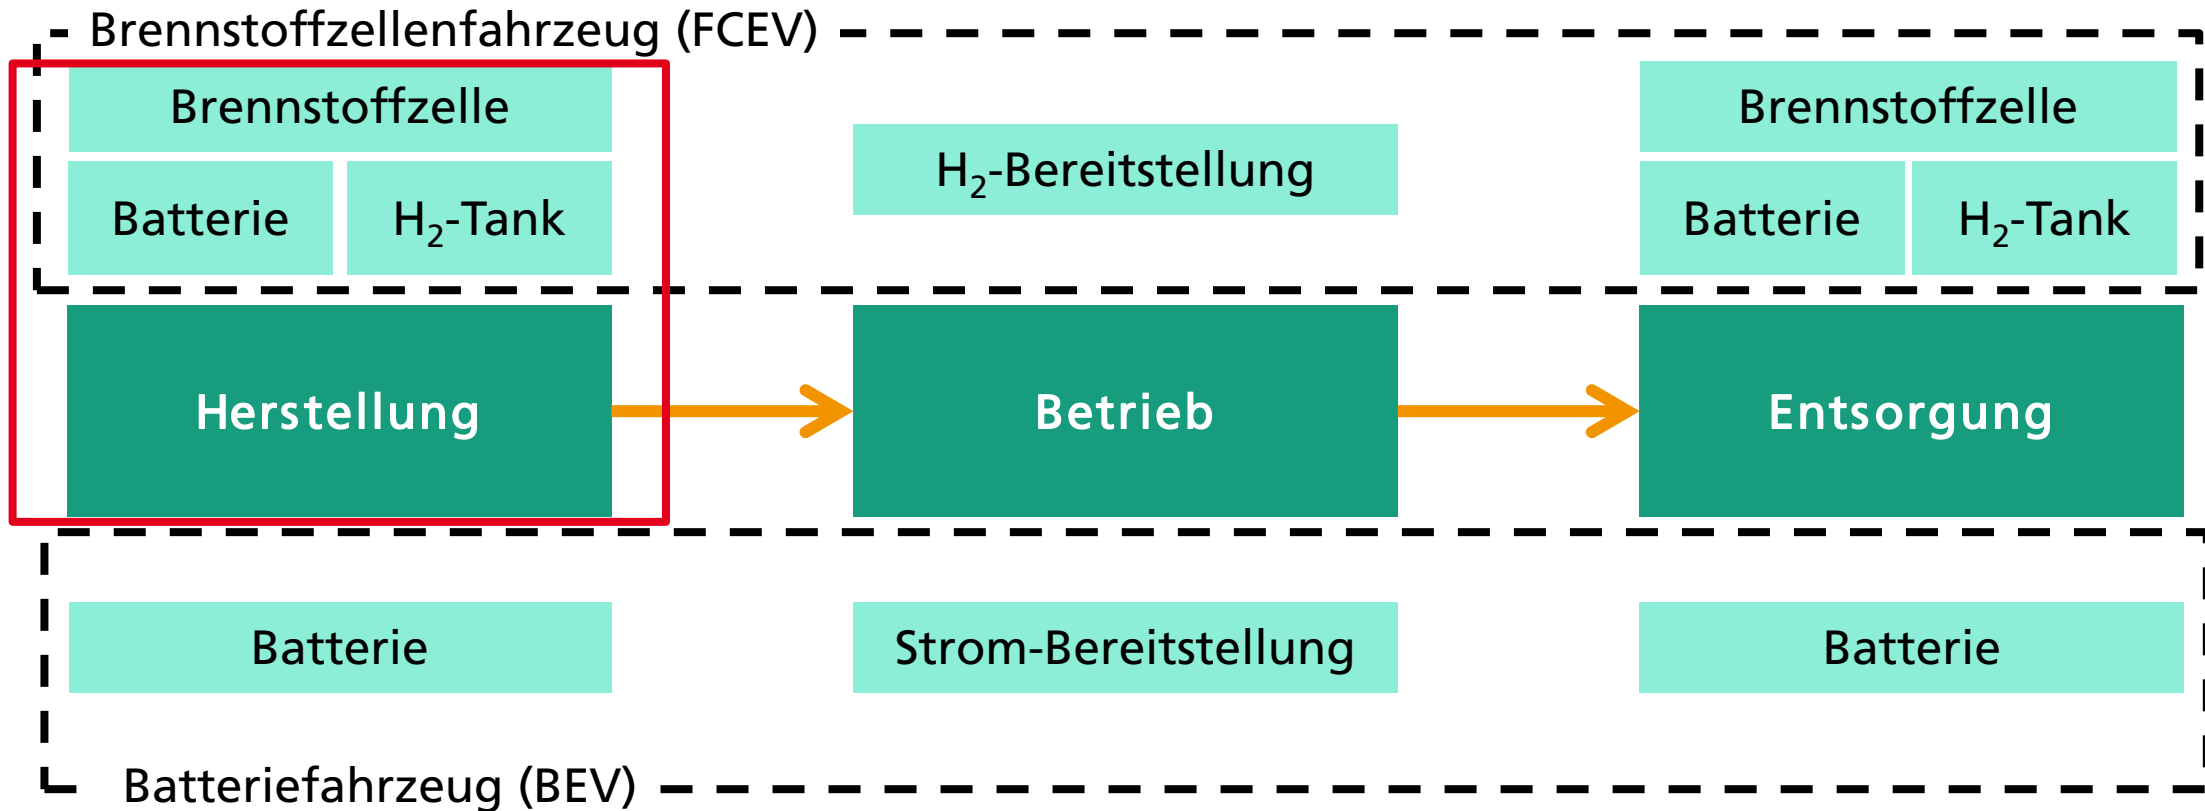 Brennstoffzellenfahrzeug (FCEV)
Brennstoffzelle
Batterie
H₂-Tank
H₂-Bereitstellung
Brennstoffzelle
Batterie
H₂-Tank
Herstellung
Betrieb
Entsorgung
Batterie
Strom-Bereitstellung
Batterie
Batteriefahrzeug (BEV)